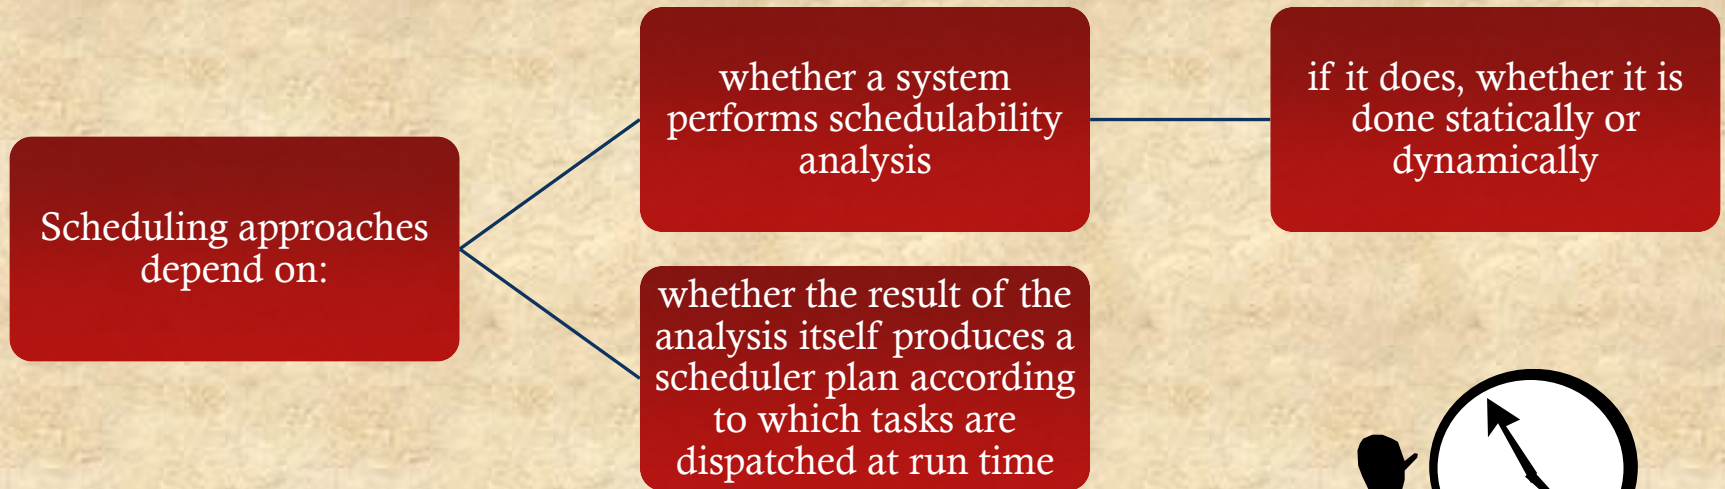 Scheduling approaches
depend on:
whether a system
performs schedulability
analysis
if it does, whether it is
done statically or
dynamically
whether the result of the
analysis itself produces a
scheduler plan according
to which tasks are
dispatched at run time